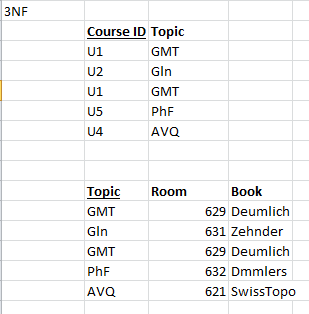 3NF
Course ID Topic
U1 GMT
U2 Gln
U1 GMT
U5 PhF
U4 AVQ
Topic Room Book
GMT 629 Deumlich
Gln 631 Zehnder
GMT 629 Deumlich
PhF 632 Dmmlers
AVQ 621 SwissTopo